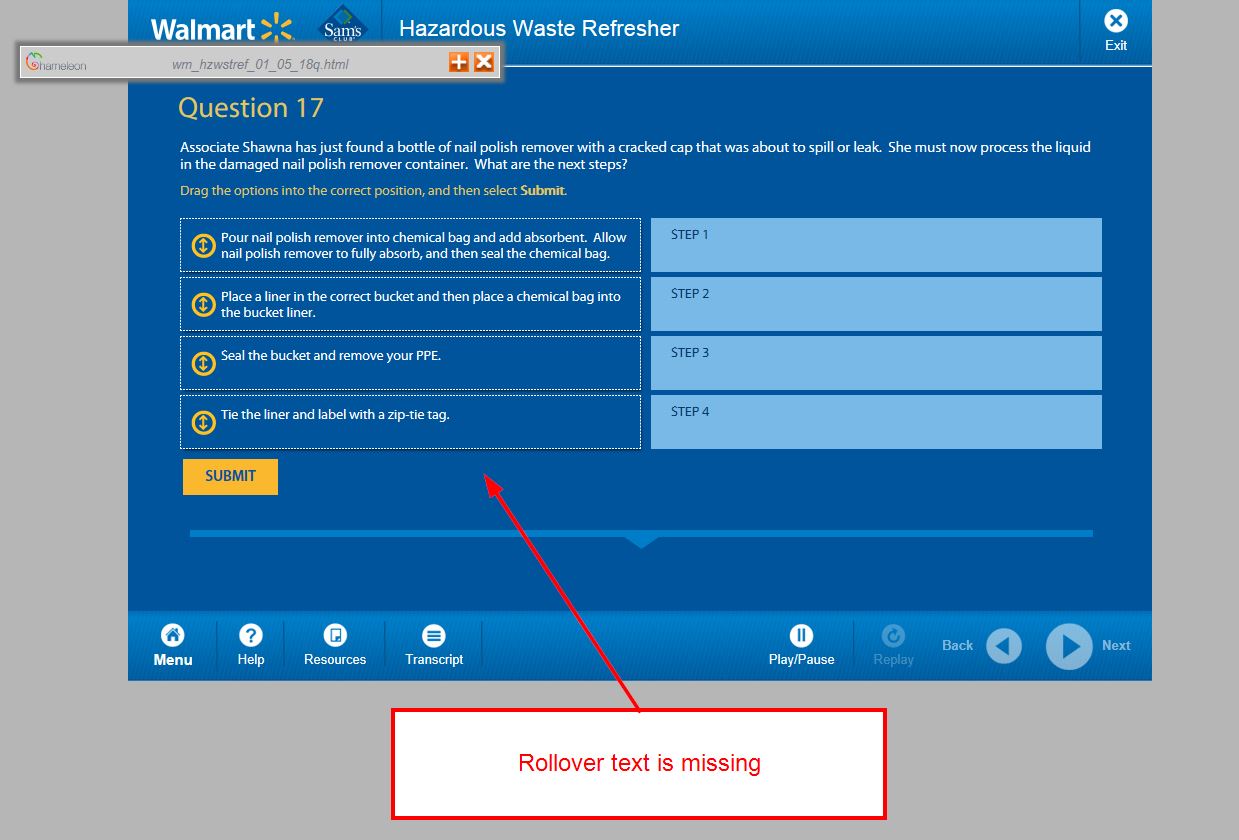 Walmart
Sam's
CLUB
Hazardous Waste Refresher
Exit
Chameleon
wm_hzwstref_01_05_18q.html
Question 17
Associate Shawna has just found a bottle of nail polish remover with a cracked cap that was about to spill or leak.  She must now process the liquid
in the damaged nail polish remover container.  What are the next steps?
Drag the options into the correct position, and then select Submit.
Pour nail polish remover into chemical bag and add absorbent.  Allow
nail polish remover to fully absorb, and then seal the chemical bag.
STEP 1
Place a liner in the correct bucket and then place a chemical bag into
the bucket liner.
STEP 2
Seal the bucket and remove your PPE.
STEP 3
Tie the liner and label with a zip-tie tag.
STEP 4
SUBMIT
Menu
Help
Resources
Transcript
Play/Pause
Replay
Back
Next
Rollover text is missing